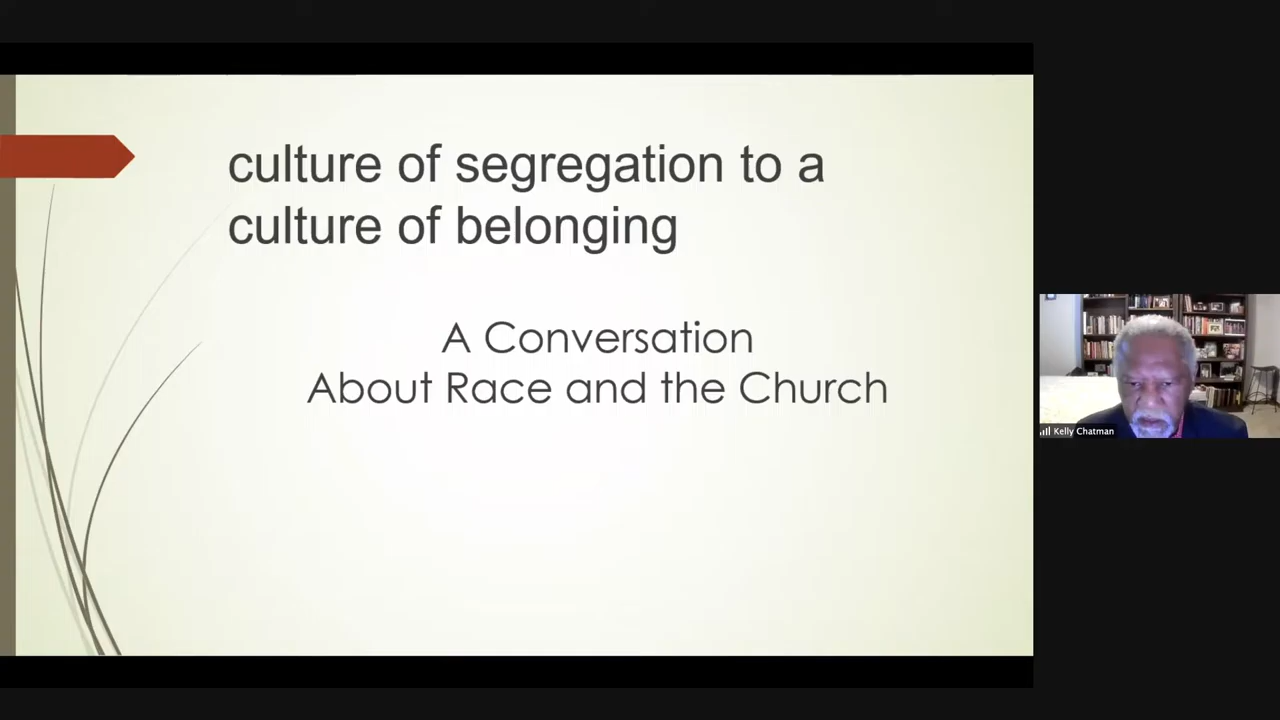 culture of segregation to a
culture of belonging
A Conversation
About Race and the Church
Kelly Chatman